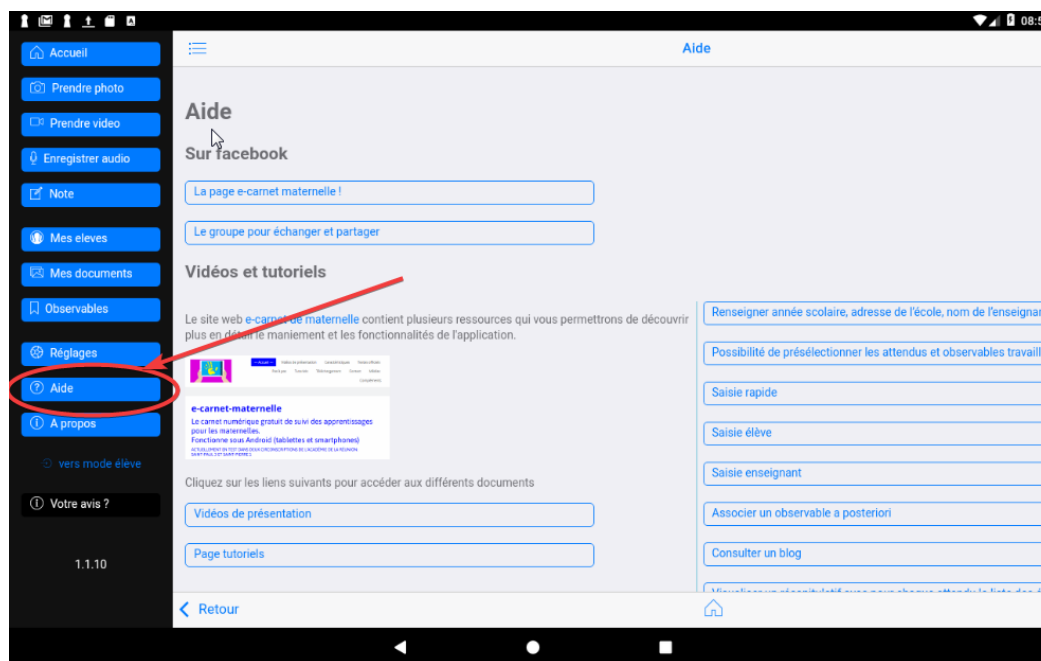 08:5
Accueil
Prendre photo
Prendre video
Enregistrer audio
Note
Mes eleves
Mes documents
Observables
Réglages
Aide
A propos
vers mode élève
Votre avis ?
1.1.10
Aide
Aide
Sur facebook
La page e-carnet maternelle !
Le groupe pour échanger et partager
Vidéos et tutoriels
Le site web e-carnet de maternelle contient plusieurs ressources qui vous permettrons de découvrir
plus en détail le maniement et les fonctionnalités de l'application.
e-carnet-maternelle
Le carnet numérique gratuit de suivi des apprentissages
pour les maternelles.
Fonctionne sous Android (tablettes et smartphones)
Cliquez sur les liens suivants pour accéder aux différents documents
Vidéos de présentation
Page tutoriels
Renseigner année scolaire, adresse de l'école, nom de l'enseignan
Possibilité de présélectionner les attendus et observables travaill
Saisie rapide
Saisie élève
Saisie enseignant
Associer un observable a posteriori
Consulter un blog
Retour